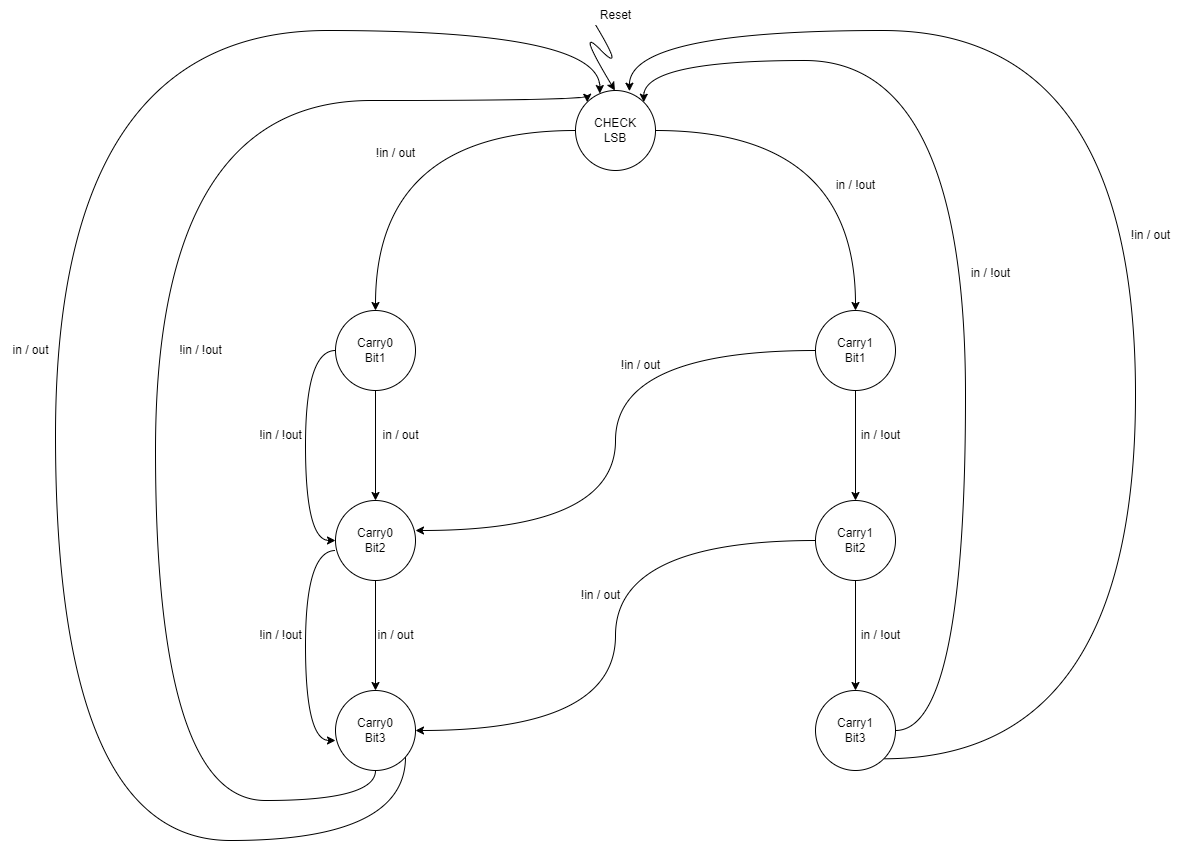 Reset
CHECK
LSB
!in / out
in / !out
!in / out
in / !out
in / out
!in / !out
Carry0
Bit1
Carry1
Bit1
!in / out
!in / !out
in / out
in / !out
Carry0
Bit2
Carry1
Bit2
!in / out
!in / !out
in / out
in / !out
Carry0
Bit3
Carry1
Bit3